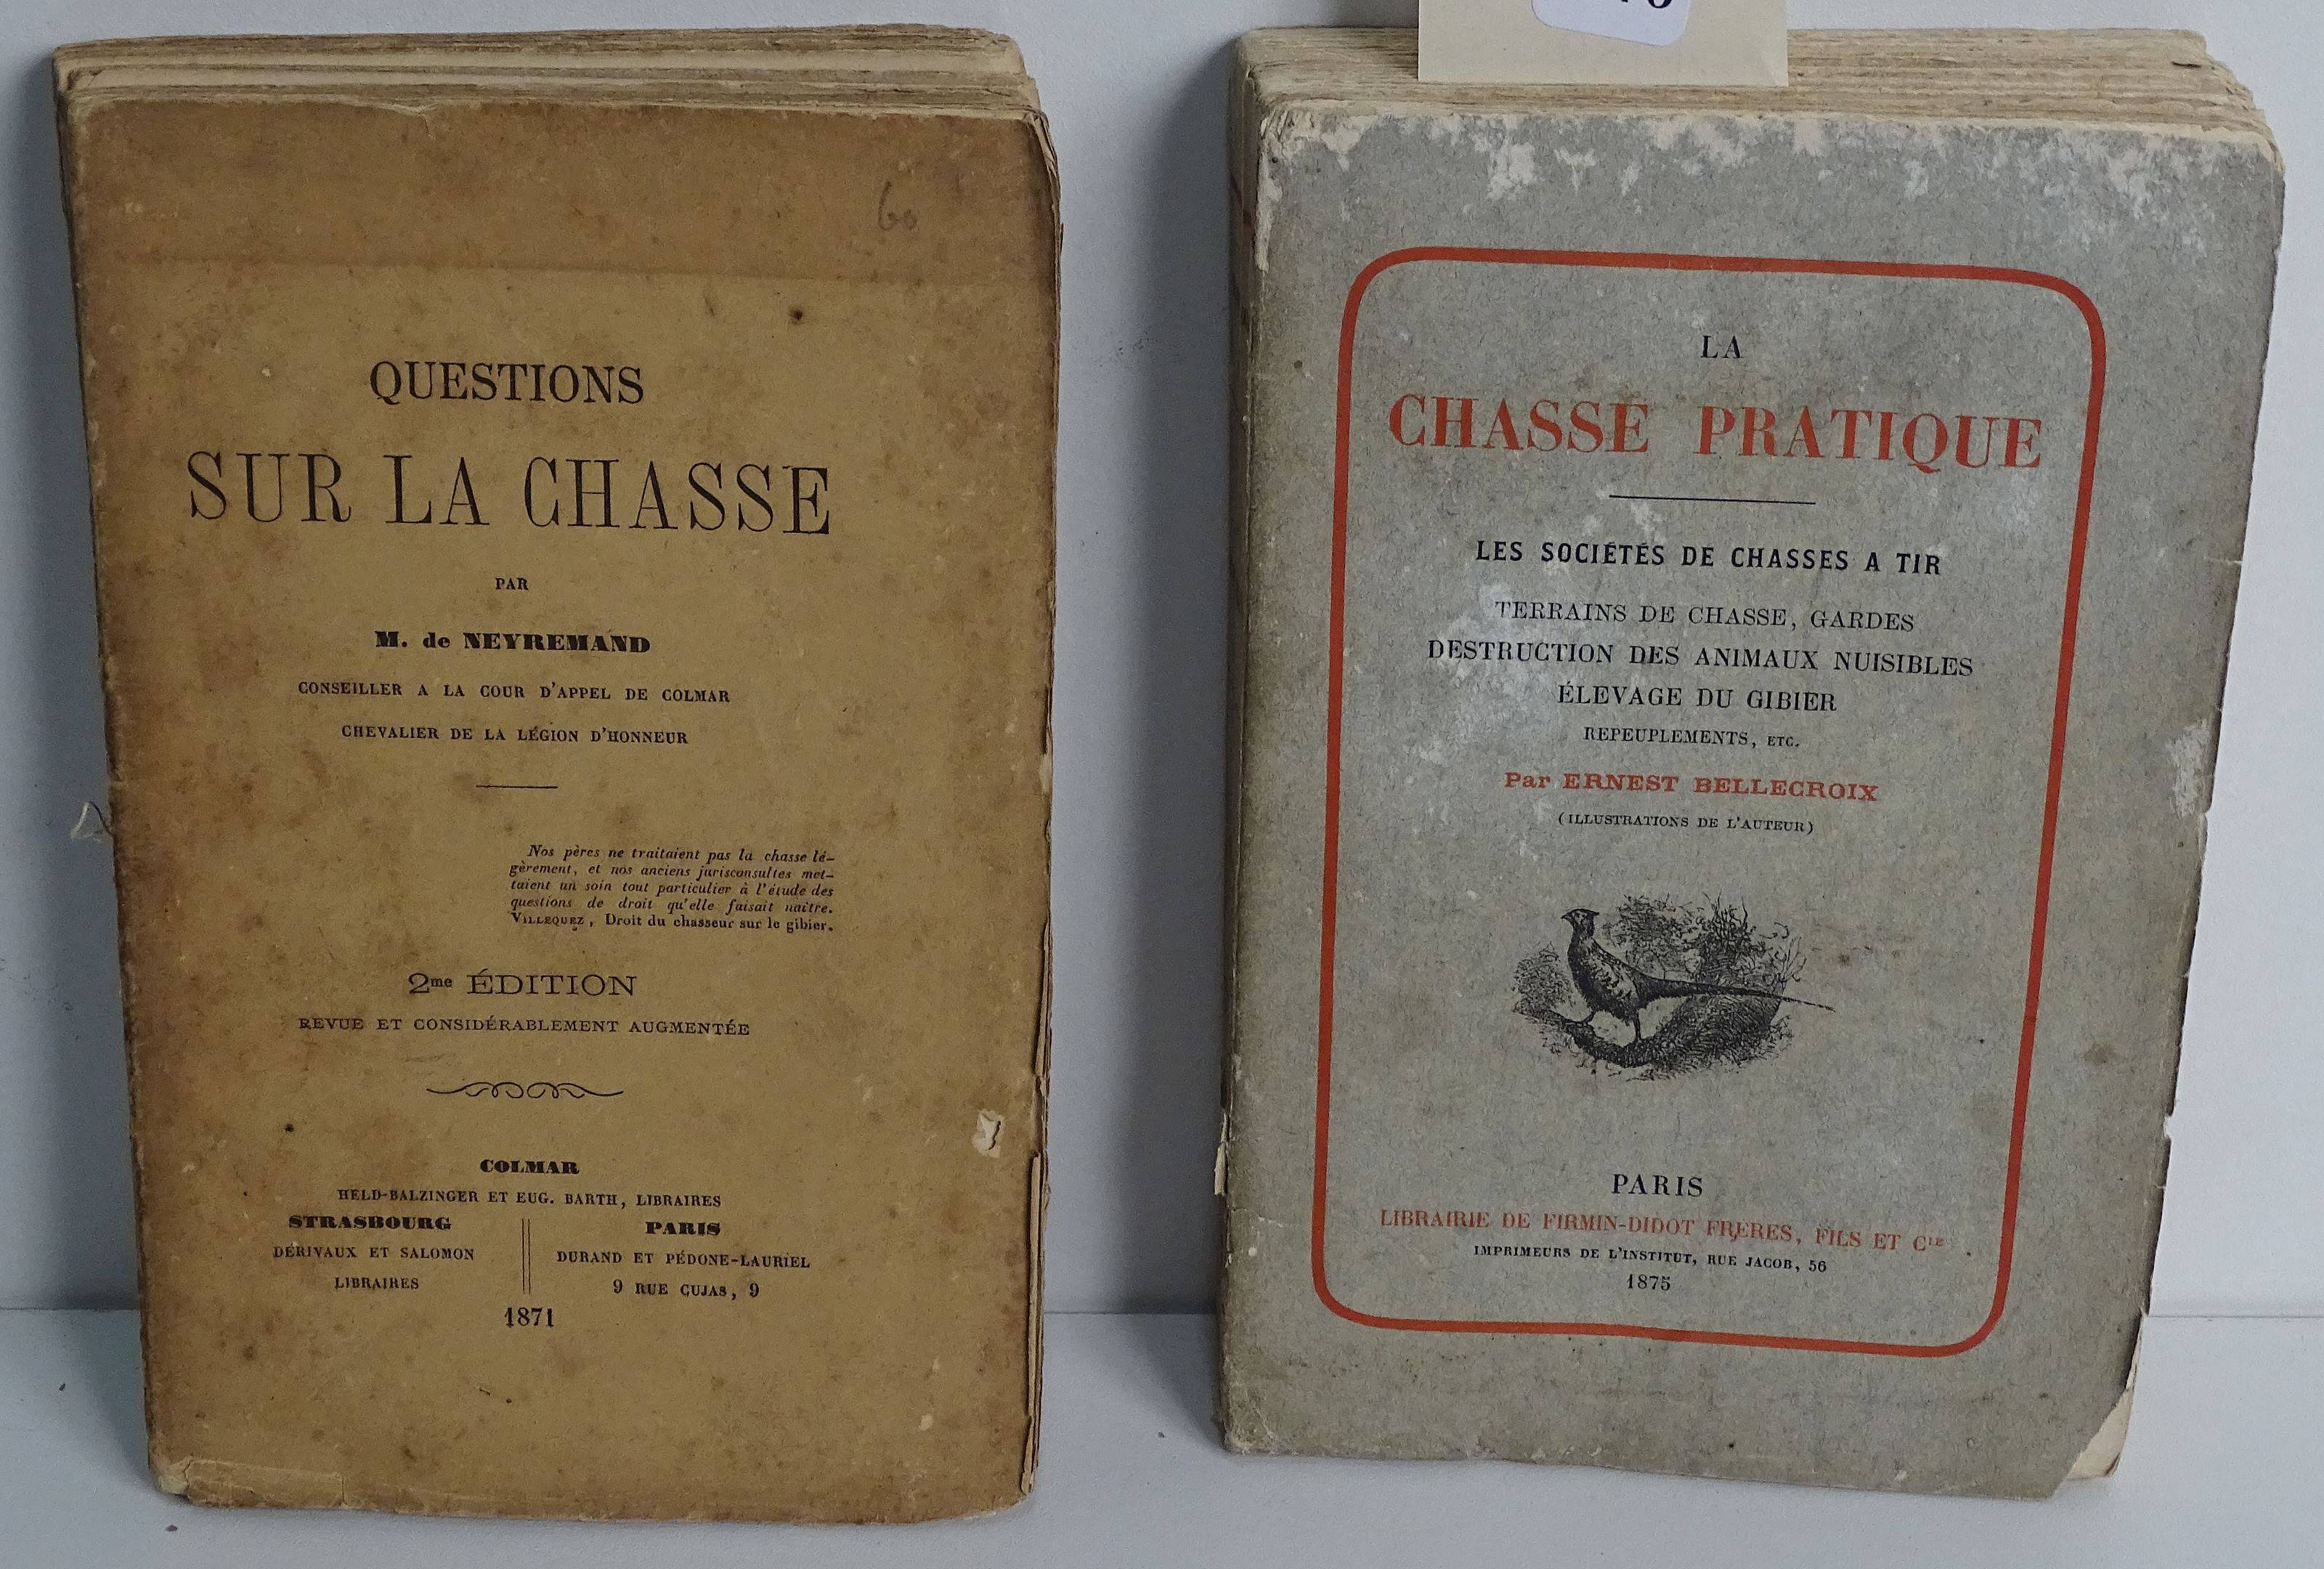 60
QUESTIONS
SUR LA CHASSE
PAR
M. de NEYREMAND
CONSEILLER A LA COUR D'APPEL DE COLMAR
CHEVALIER DE LA LÉGION D'HONNEUR
Nos pères ne traitaient pas la chasse lé-
gèrement, et nos anciens jurisconsultes met-
taient un soin tout particulier à l'étude des
questions de droit qu'elle faisait naître.
VILLEQUEZ, Droit du chasseur sur le gibier.
2me ÉDITION
REVUE ET CONSIDÉRABLEMENT AUGMENTÉE
COLMAR
HELD-BALZINGER ET EUG. BARTH, LIBRAIRES
STRASBOURG
DERIVAUX ET SALOMON
LIBRAIRES
PARIS
DURAND ET PÉDONE-LAURIEL
9 RUE CUJAS, 9
1871
LA
CHASSE PRATIQUE
LES SOCIÉTÉS DE CHASSES A TIR
TERRAINS DE CHASSE, GARDES
DESTRUCTION DES ANIMAUX NUISIBLES
ÉLEVAGE DU GIBIER
REPEUPLEMENTS, ETC.
Par ERNEST BELLECROIX
(ILLUSTRATIONS DE L'AUTEUR)
PARIS
LIBRAIRIE DE FIRMIN-DIDOT FRERES, FILS ET CIE
IMPRIMEURS DE L'INSTITUT, RUE JACOB, 56
1875